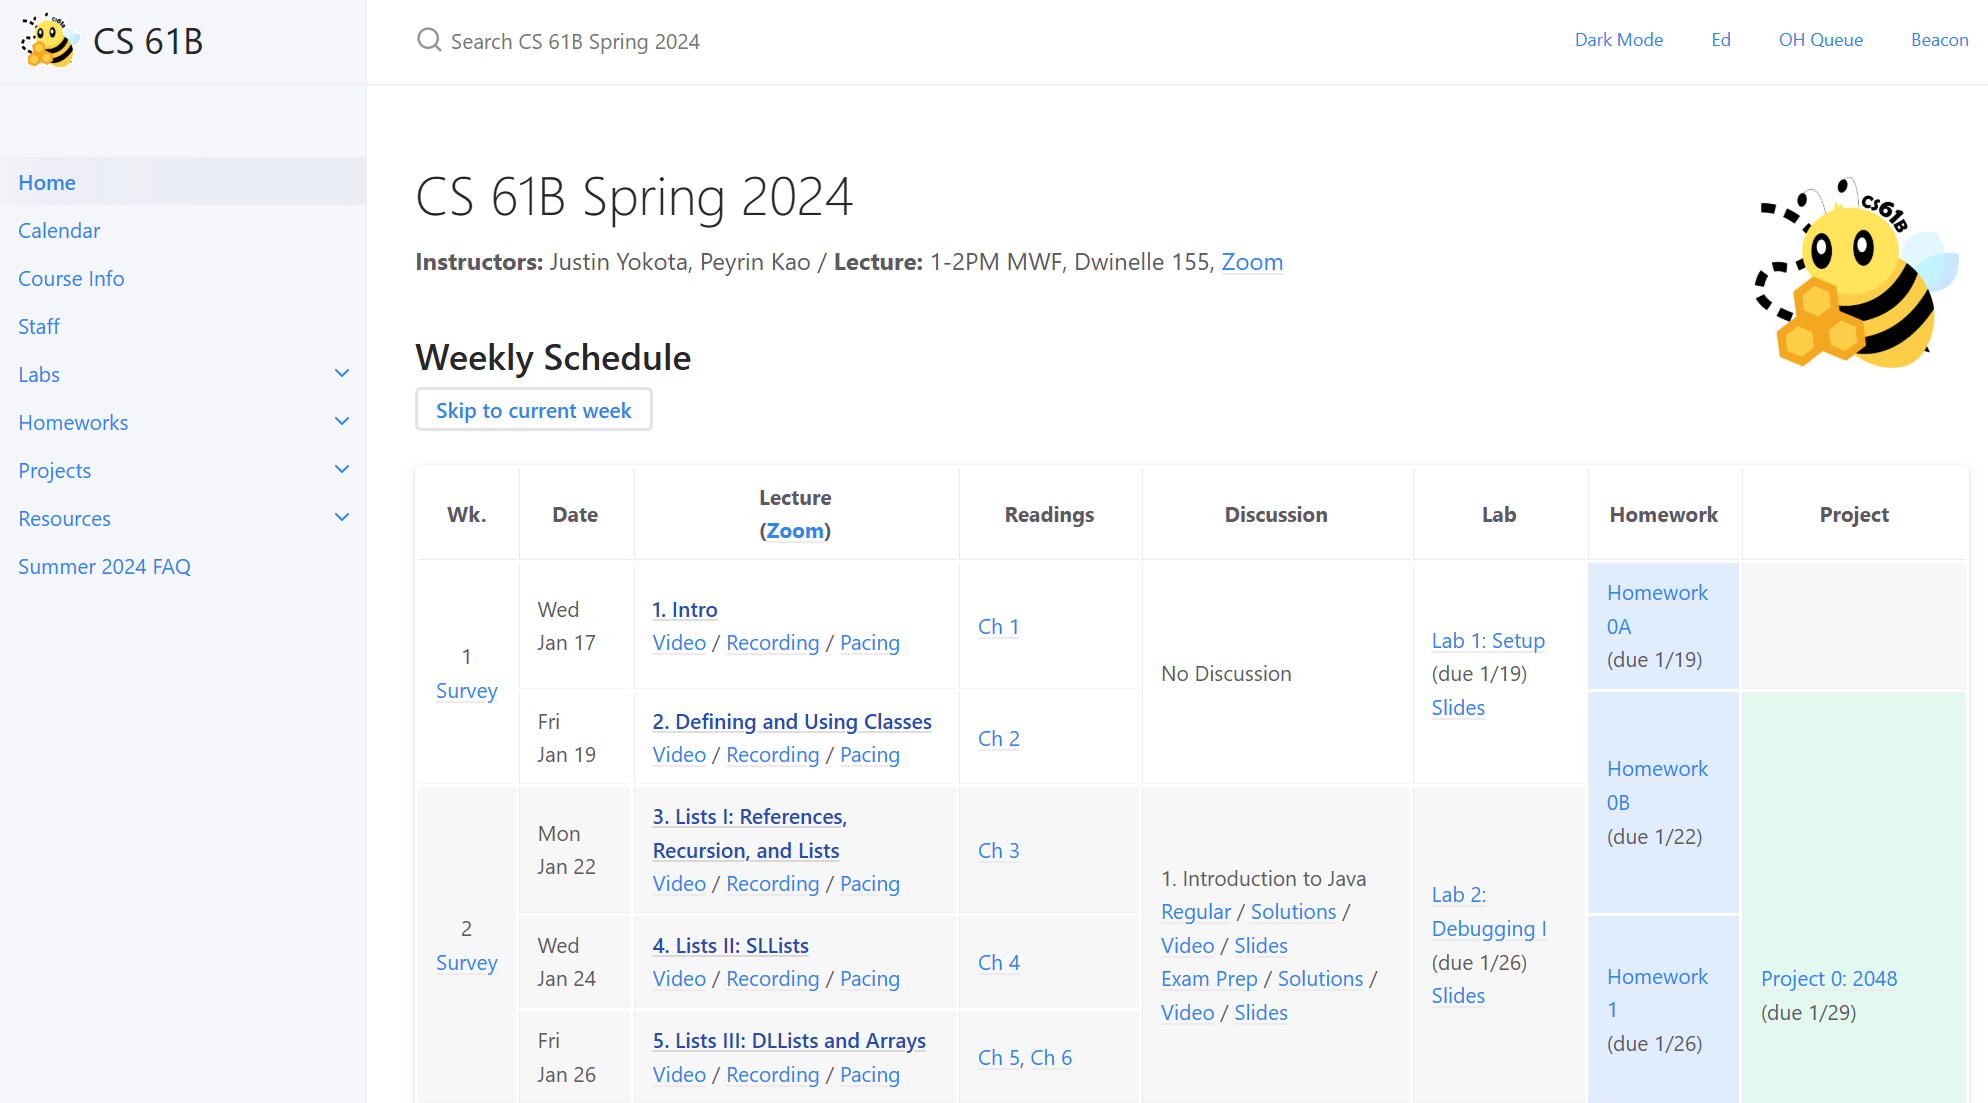 CS 61B
Search CS 61B Spring 2024
Dark Mode
Ed
OH Queue
Beacon
Home
Calendar
Course Info
Staff
Labs
Homeworks
Projects
Resources
Summer 2024 FAQ
CS 61B Spring 2024
cs61B
Instructors: Justin Yokota, Peyrin Kao / Lecture: 1-2PM MWF, Dwinelle 155, Zoom
Weekly Schedule
Skip to current week
Wk.
Date
Lecture
(Zoom)
Readings
Discussion
Lab
Homework
Project
1
Survey
Wed
Jan 17
1. Intro
Video / Recording / Pacing
Ch 1
No Discussion
Lab 1: Setup
(due 1/19)
Slides
Homework
0A
(due 1/19)
Fri
Jan 19
2. Defining and Using Classes
Video / Recording / Pacing
Ch 2
Homework
0B
(due 1/22)
2
Survey
Mon
Jan 22
3. Lists I: References,
Recursion, and Lists
Video / Recording / Pacing
Ch 3
1. Introduction to Java
Regular / Solutions /
Video / Slides
Exam Prep / Solutions /
Video / Slides
Lab 2:
Debugging I
(due 1/26)
Slides
Wed
Jan 24
4. Lists II: SLLists
Video / Recording / Pacing
Ch 4
Homework
1
(due 1/26)
Project 0: 2048
(due 1/29)
Fri
Jan 26
5. Lists III: DLLists and Arrays
Video / Recording / Pacing
Ch 5, Ch 6